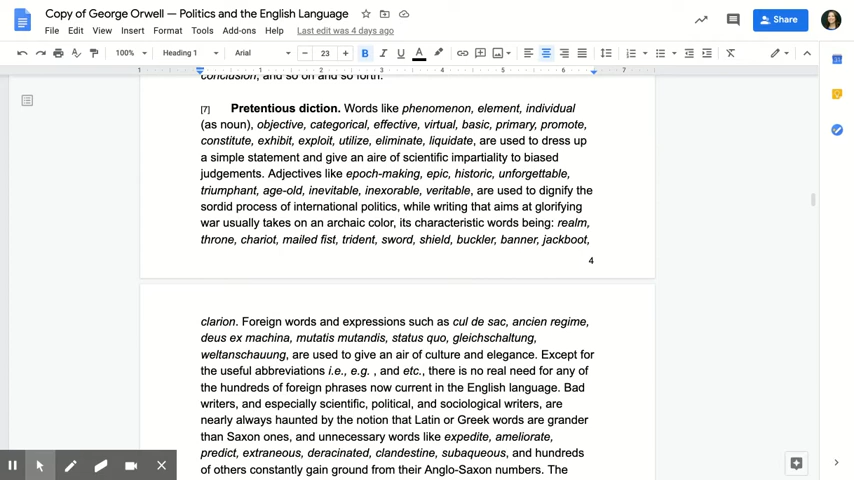 Copy of George Orwell — Politics and the English Language
File Edit View Insert Format Tools Add-ons Help Last edit was 4 days ago
Share
100% Heading 1 Arial 23 B I U A
1 1 2 3 4 5 6 7
conclusion, and so on and so forth.
[7] Pretentious diction. Words like phenomenon, element, individual
(as noun), objective, categorical, effective, virtual, basic, primary, promote,
constitute, exhibit, exploit, utilize, eliminate, liquidate, are used to dress up
a simple statement and give an aire of scientific impartiality to biased
judgements. Adjectives like epoch-making, epic, historic, unforgettable,
triumphant, age-old, inevitable, inexorable, veritable, are used to dignify the
sordid process of international politics, while writing that aims at glorifying
war usually takes on an archaic color, its characteristic words being: realm,
throne, chariot, mailed fist, trident, sword, shield, buckler, banner, jackboot,
4
clarion. Foreign words and expressions such as cul de sac, ancien regime,
deus ex machina, mutatis mutandis, status quo, gleichschaltung,
weltanschauung, are used to give an air of culture and elegance. Except for
the useful abbreviations i.e., e.g. , and etc., there is no real need for any of
the hundreds of foreign phrases now current in the English language. Bad
writers, and especially scientific, political, and sociological writers, are
nearly always haunted by the notion that Latin or Greek words are grander
than Saxon ones, and unnecessary words like expedite, ameliorate,
predict, extraneous, deracinated, clandestine, subaqueous, and hundreds
of others constantly gain ground from their Anglo-Saxon numbers. The